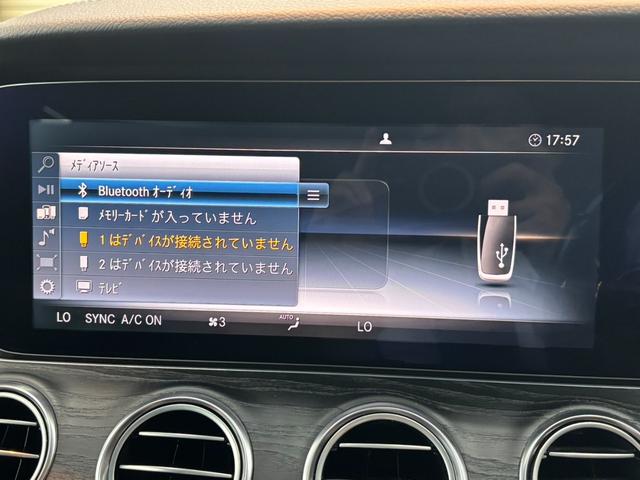 17:57
ﾒﾃﾞｨｱｿｰｽ
Bluetooth ｵｰﾃﾞｨｵ
ﾒﾓﾘｰｶｰﾄﾞが入っていません
1 はﾃﾞﾊﾞｲｽが接続されていません
2 はﾃﾞﾊﾞｲｽが接続されていません
ﾃﾚﾋﾞ
LO SYNC A/C ON 3 AUTO LO